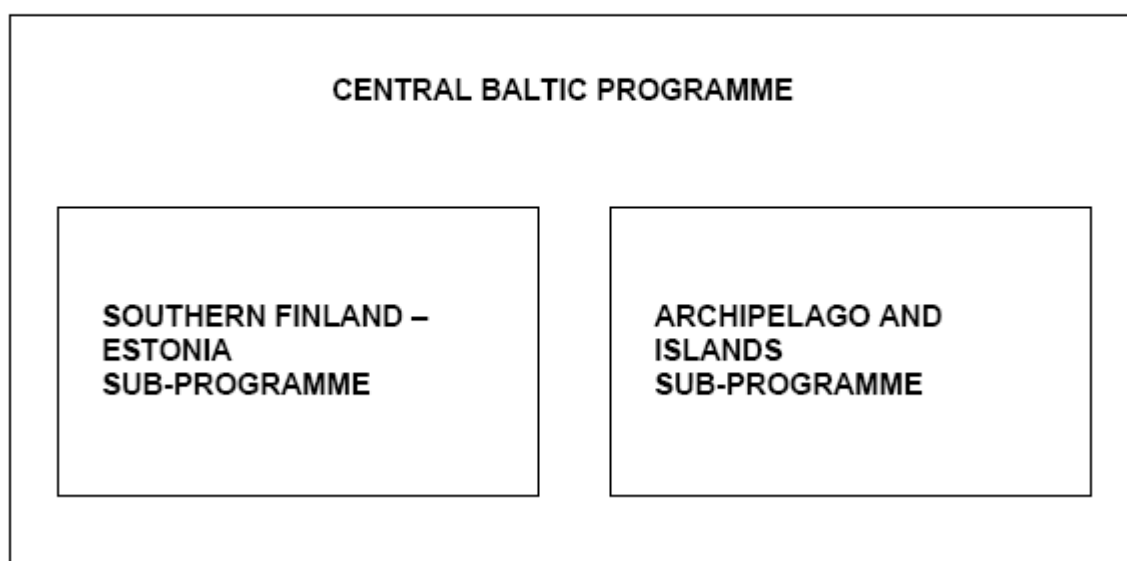 CENTRAL BALTIC PROGRAMME
SOUTHERN FINLAND –
ESTONIA
SUB-PROGRAMME
ARCHIPELAGO AND
ISLANDS
SUB-PROGRAMME